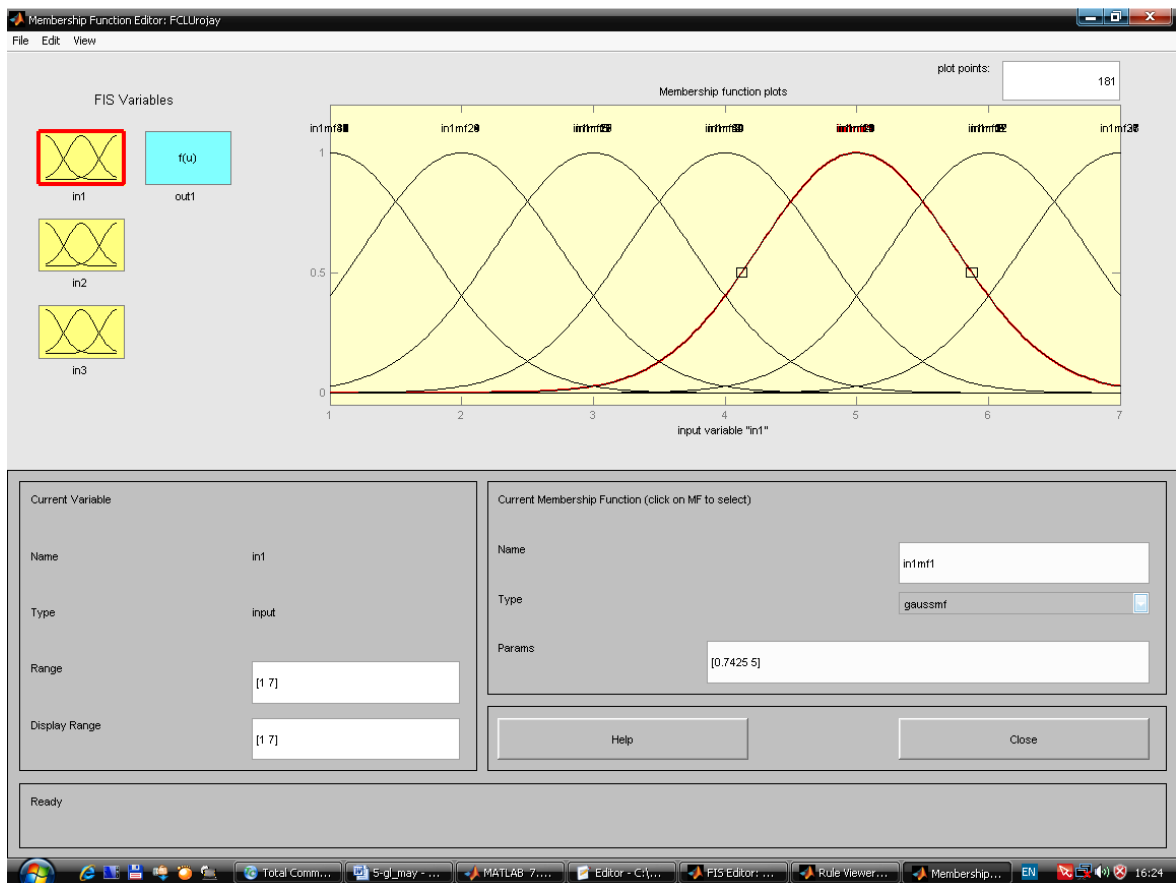 Membership Function Editor: FCLUrojay
File Edit View
plot points: 181
FIS Variables
Membership function plots
f(u)
in1 out1
in2
in3
1
0.5
0
1 2 3 4 5 6 7
input variable "in1"
Current Variable
Name in1
Type input
Range [1 7]
Display Range [1 7]
Current Membership Function (click on MF to select)
Name in1mf1
Type gaussmf
Params [0.7425 5]
Help Close
Ready
Total Comm... 5-gl_may - ... MATLAB 7.... Editor - C:\... FIS Editor: ... Rule Viewer... Membership... EN 16:24